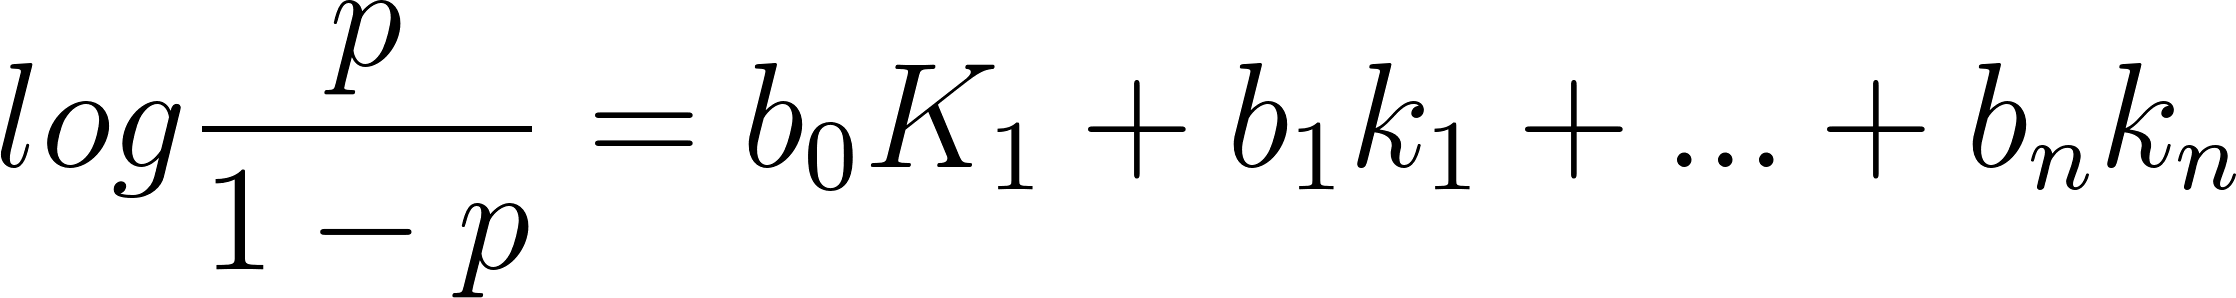 log p/(1 − p) = b₀K₁ + b₁k₁ + ... + bₙkₙ